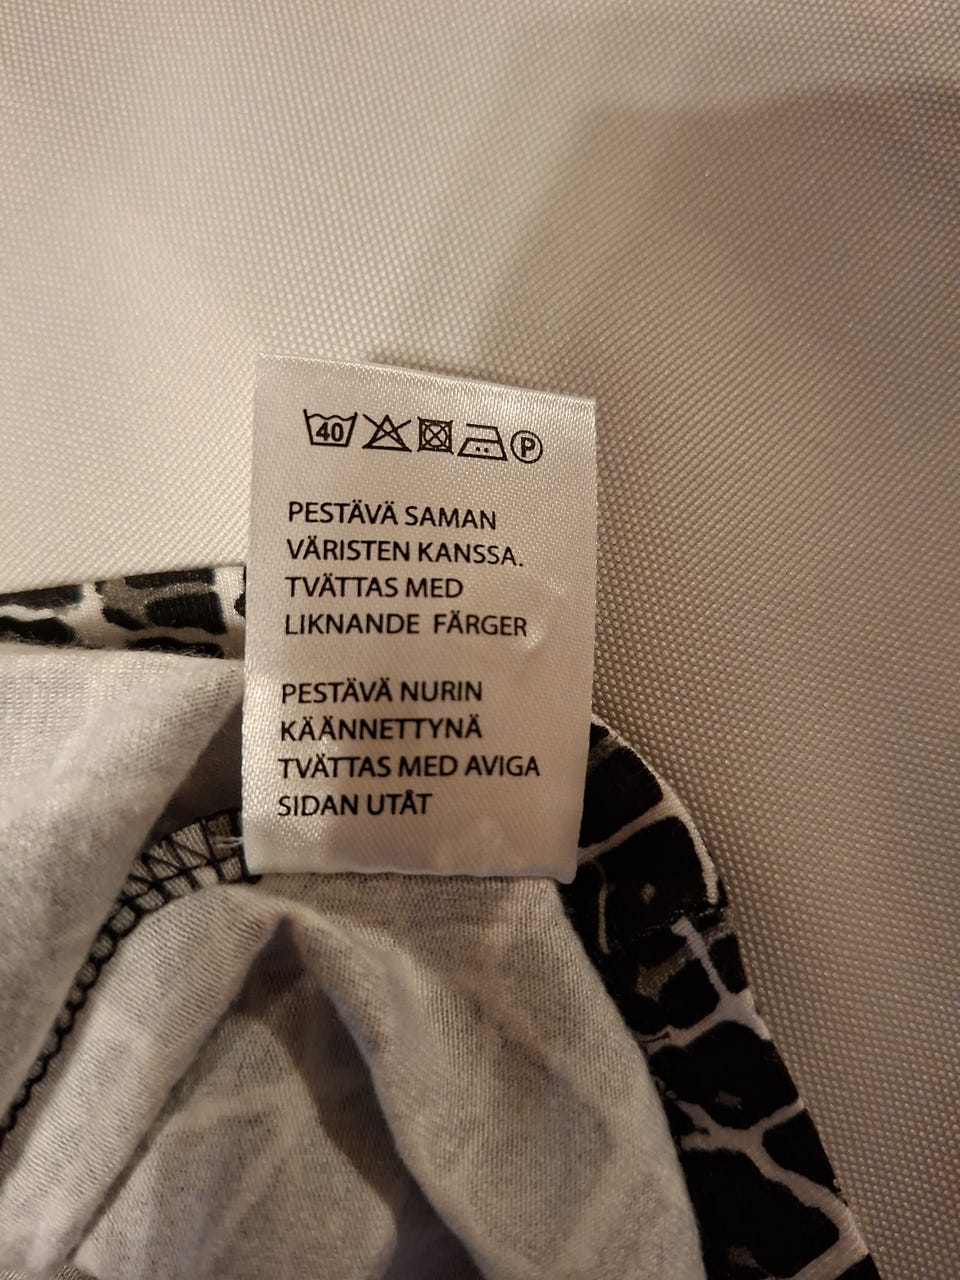 40 P
PESTÄVÄ SAMAN
VÄRISTEN KANSSA.
TVÄTTAS MED
LIKNANDE FÄRGER
PESTÄVÄ NURIN
KÄÄNNETTYNÄ
TVÄTTAS MED AVIGA
SIDAN UTÅT